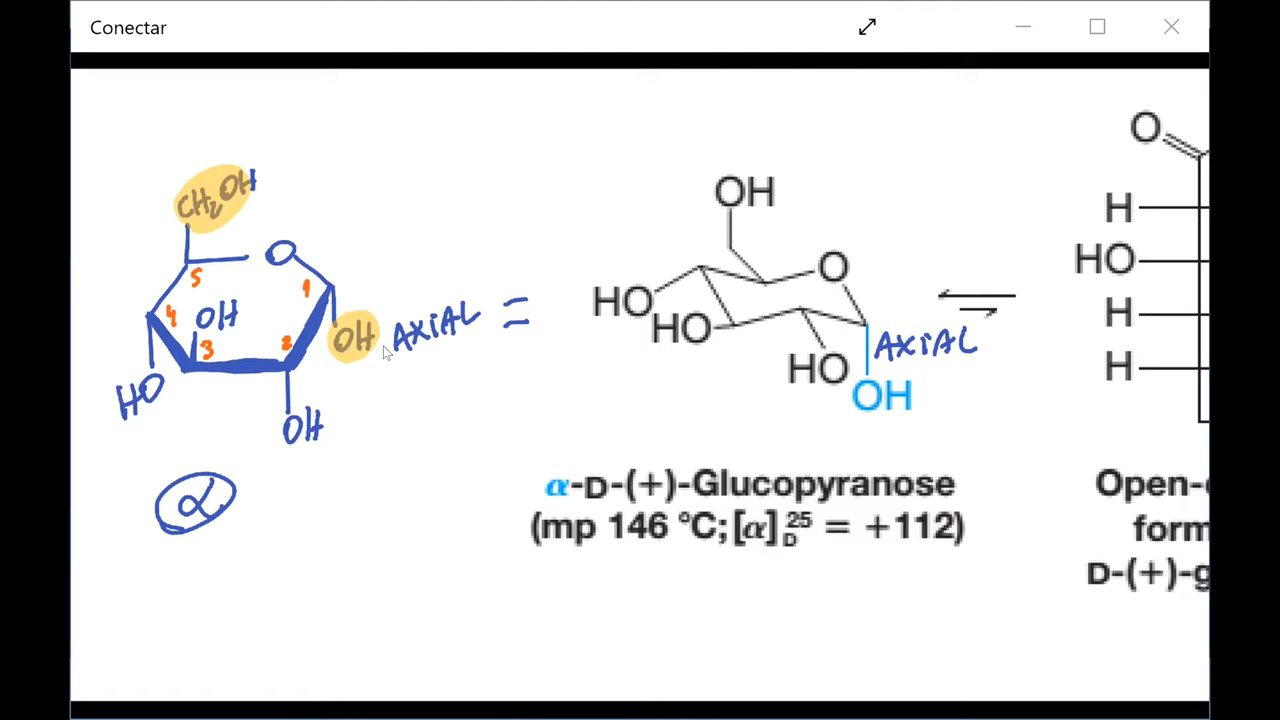 Conectar
CH₂OH
O
5
1
4
OH
3
2
OH
AXiAL
=
HO
OH
α
OH
O
HO
HO
HO
AXiAL
OH
α-D-(+)-Glucopyranose
(mp 146 °C; [α]D25 = +112)
O
H
HO
H
H
Open-
form
D-(+)-g